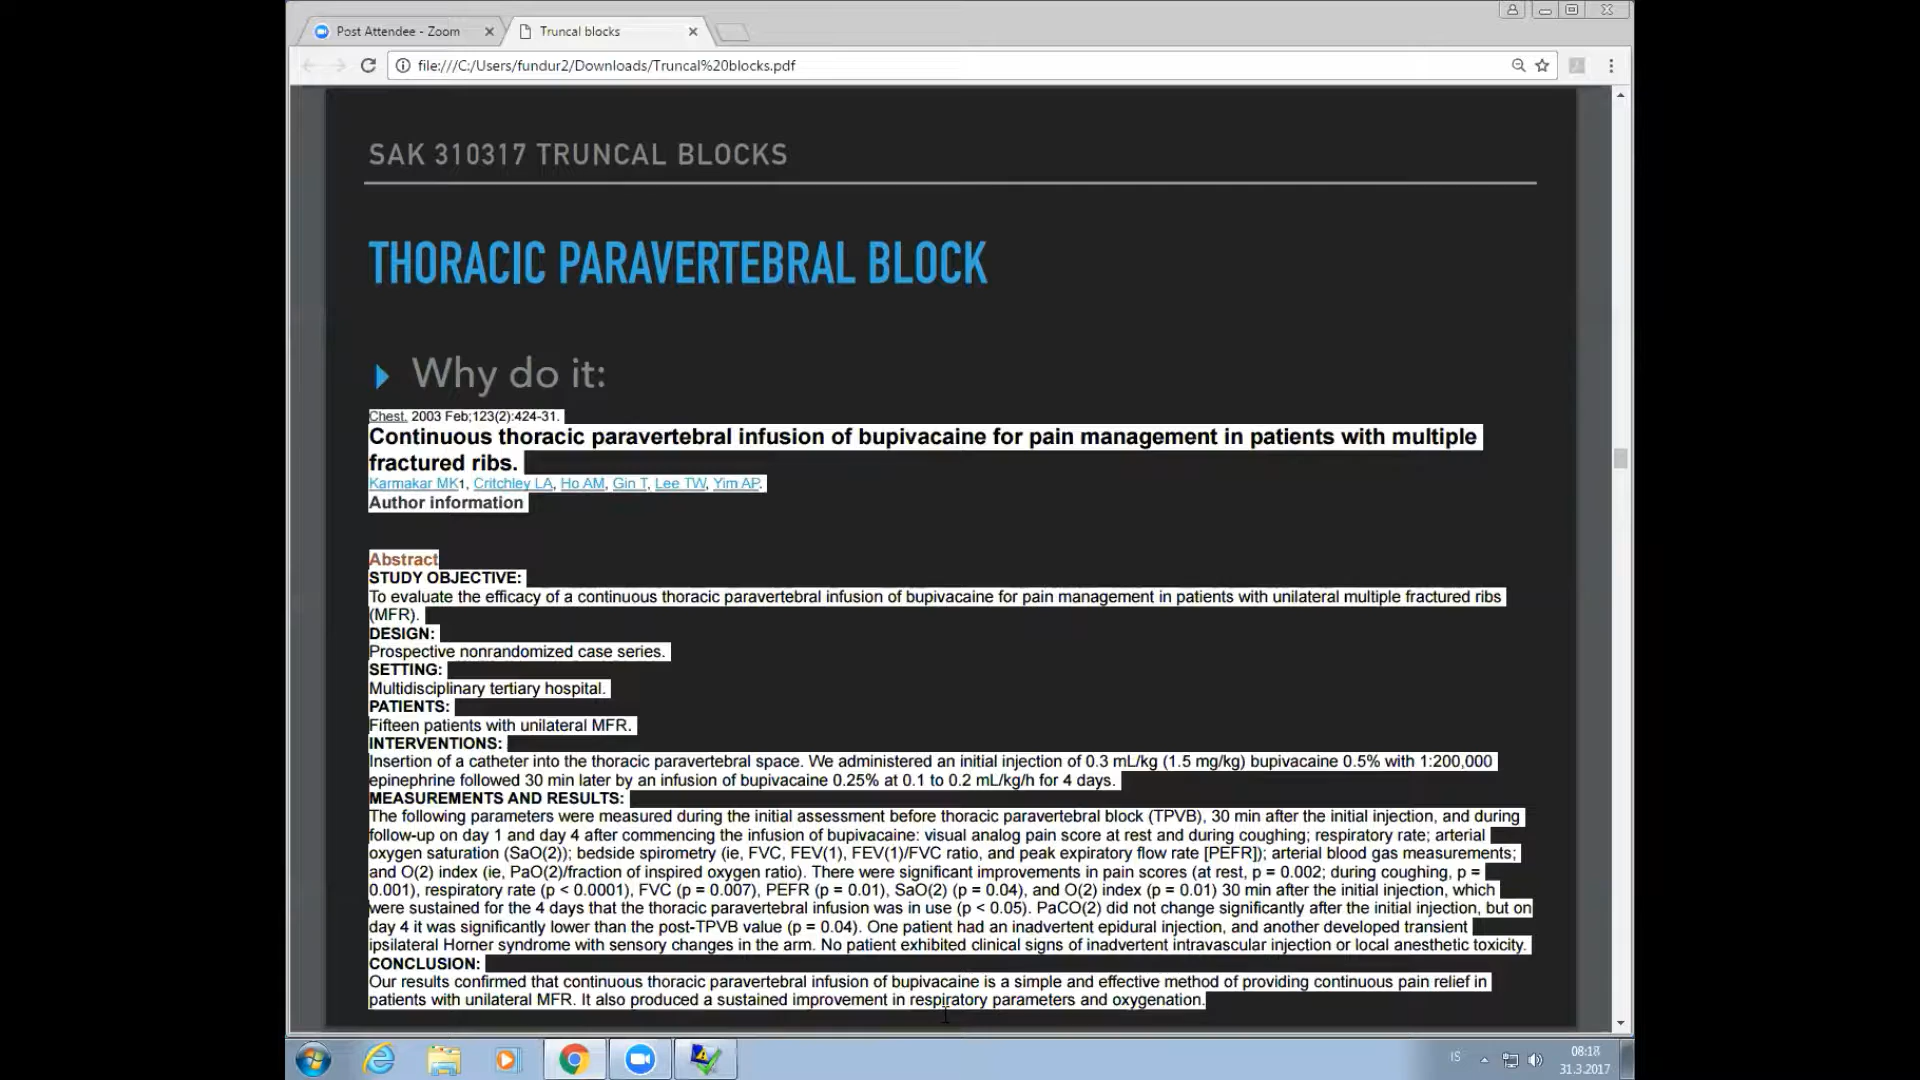 Post Attendee - Zoom
Truncal blocks
file:///C:/Users/fundur2/Downloads/Truncal%20blocks.pdf
SAK 310317 TRUNCAL BLOCKS
THORACIC PARAVERTEBRAL BLOCK
Why do it:
Chest. 2003 Feb;123(2):424-31.
Continuous thoracic paravertebral infusion of bupivacaine for pain management in patients with multiple
fractured ribs.
Karmakar MK1, Critchley LA, Ho AM, Gin T, Lee TW, Yim AP.
Author information
Abstract
STUDY OBJECTIVE:
To evaluate the efficacy of a continuous thoracic paravertebral infusion of bupivacaine for pain management in patients with unilateral multiple fractured ribs
(MFR).
DESIGN:
Prospective nonrandomized case series.
SETTING:
Multidisciplinary tertiary hospital.
PATIENTS:
Fifteen patients with unilateral MFR.
INTERVENTIONS:
Insertion of a catheter into the thoracic paravertebral space. We administered an initial injection of 0.3 mL/kg (1.5 mg/kg) bupivacaine 0.5% with 1:200,000
epinephrine followed 30 min later by an infusion of bupivacaine 0.25% at 0.1 to 0.2 mL/kg/h for 4 days.
MEASUREMENTS AND RESULTS:
The following parameters were measured during the initial assessment before thoracic paravertebral block (TPVB), 30 min after the initial injection, and during
follow-up on day 1 and day 4 after commencing the infusion of bupivacaine: visual analog pain score at rest and during coughing; respiratory rate; arterial
oxygen saturation (SaO(2)); bedside spirometry (ie, FVC, FEV(1), FEV(1)/FVC ratio, and peak expiratory flow rate [PEFR]); arterial blood gas measurements;
and O(2) index (ie, PaO(2)/fraction of inspired oxygen ratio). There were significant improvements in pain scores (at rest, p = 0.002; during coughing, p =
0.001), respiratory rate (p < 0.0001), FVC (p = 0.007), PEFR (p = 0.01), SaO(2) (p = 0.04), and O(2) index (p = 0.01) 30 min after the initial injection, which
were sustained for the 4 days that the thoracic paravertebral infusion was in use (p < 0.05). PaCO(2) did not change significantly after the initial injection, but on
day 4 it was significantly lower than the post-TPVB value (p = 0.04). One patient had an inadvertent epidural injection, and another developed transient
ipsilateral Horner syndrome with sensory changes in the arm. No patient exhibited clinical signs of inadvertent intravascular injection or local anesthetic toxicity.
CONCLUSION:
Our results confirmed that continuous thoracic paravertebral infusion of bupivacaine is a simple and effective method of providing continuous pain relief in
patients with unilateral MFR. It also produced a sustained improvement in respiratory parameters and oxygenation.
IS
08:18
31.3.2017